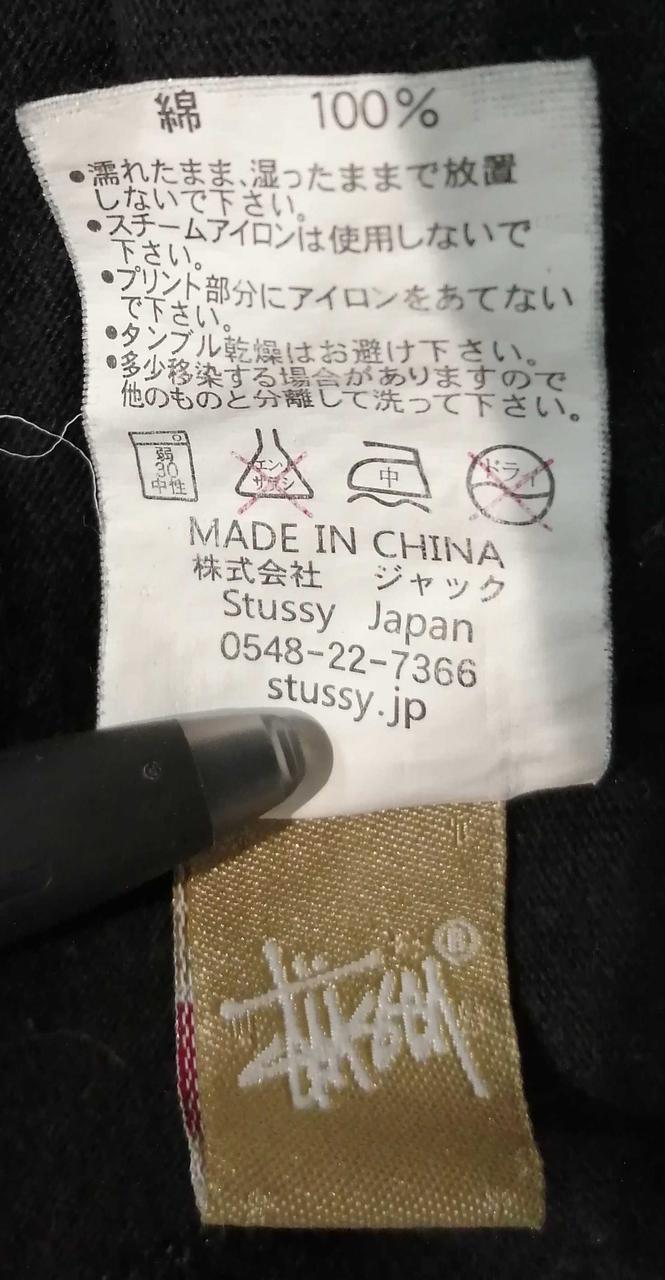 綿 100%
●濡れたまま、湿ったままで放置
しないで下さい。
●スチームアイロンは使用しないで
下さい。
●プリント部分にアイロンをあてない
で下さい。
●タンブル乾燥はお避け下さい。
●多少移染する場合がありますので
他のものと分離して洗って下さい。
弱
30
中性
エンソ
サラシ
中
ドライ
MADE IN CHINA
株式会社 ジャック
Stussy Japan
0548-22-7366
stussy.jp
Stussy ®